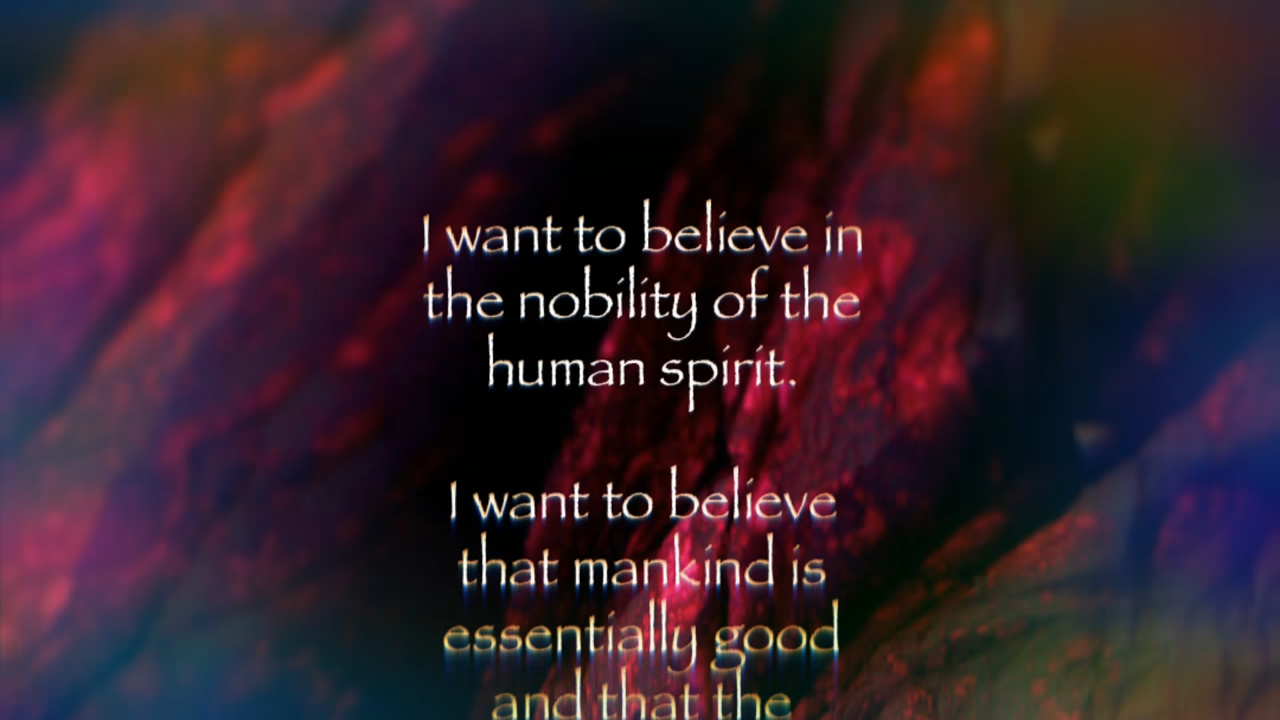 I want to believe in
the nobility of the
human spirit.
I want to believe
that mankind is
essentially good
and that the